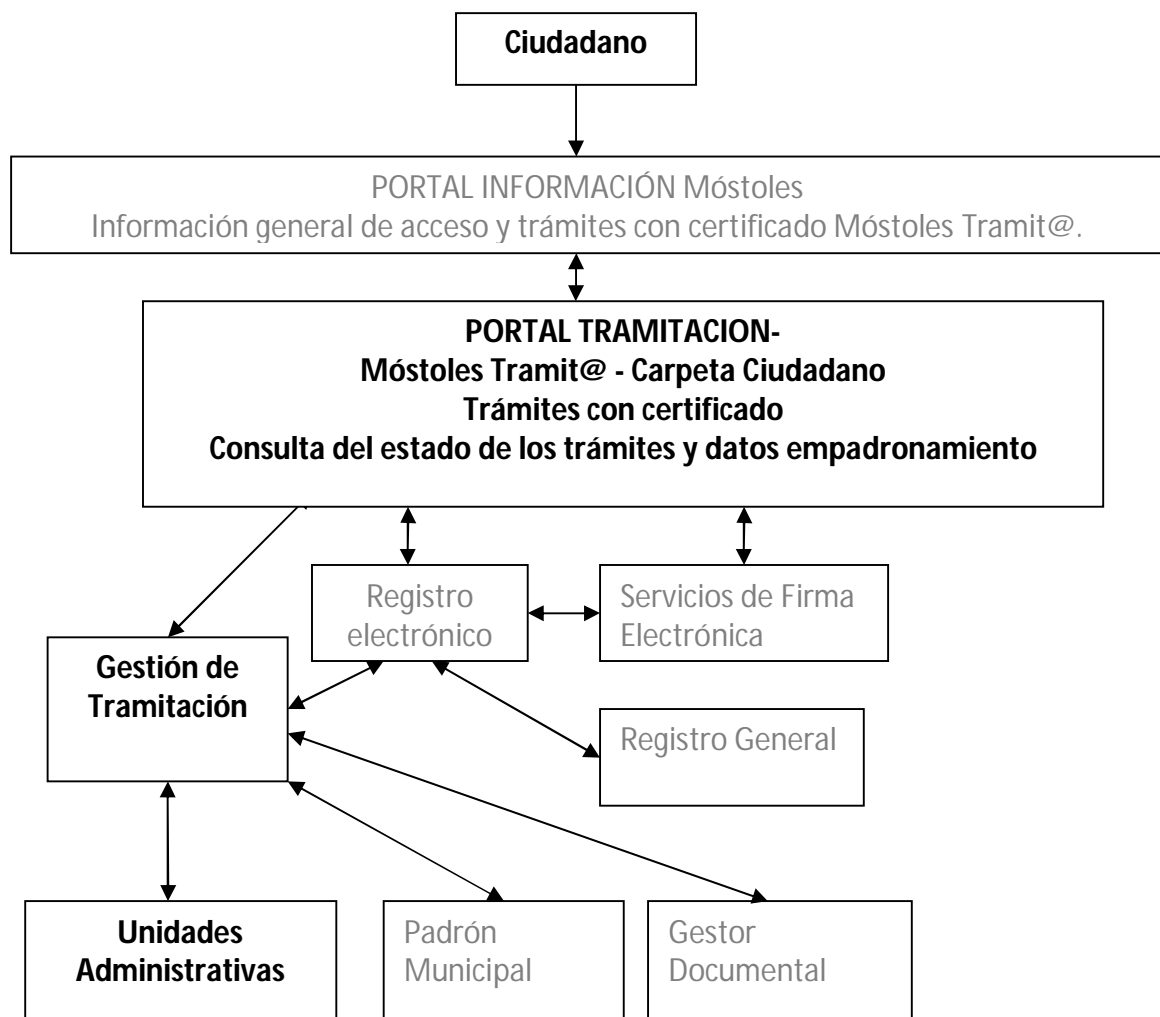 Ciudadano
PORTAL INFORMACIÓN Móstoles
Información general de acceso y trámites con certificado Móstoles Tramit@.
PORTAL TRAMITACION-
Móstoles Tramit@ - Carpeta Ciudadano
Trámites con certificado
Consulta del estado de los trámites y datos empadronamiento
Registro
electrónico
Servicios de Firma
Electrónica
Gestión de
Tramitación
Registro General
Unidades
Administrativas
Padrón
Municipal
Gestor
Documental